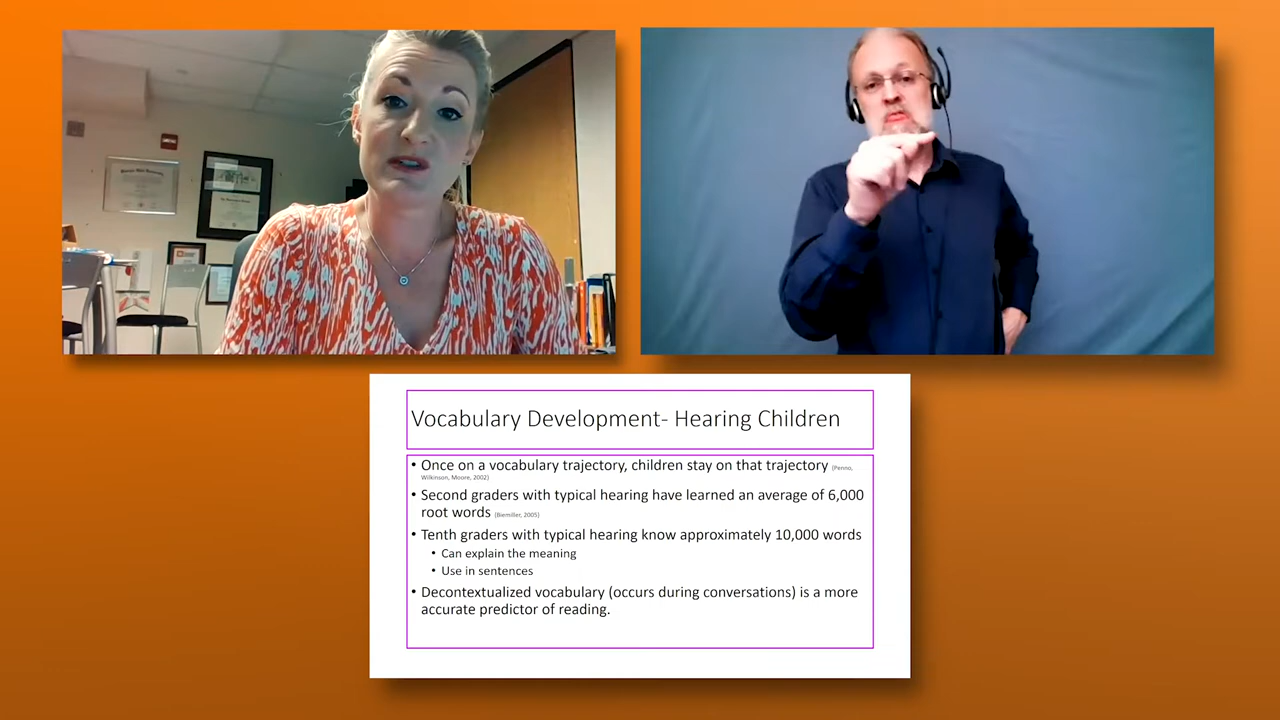 Vocabulary Development- Hearing Children
• Once on a vocabulary trajectory, children stay on that trajectory (Penno,
Wilkinson, Moore, 2002)
• Second graders with typical hearing have learned an average of 6,000
root words (Biemiller, 2005)
• Tenth graders with typical hearing know approximately 10,000 words
• Can explain the meaning
• Use in sentences
• Decontextualized vocabulary (occurs during conversations) is a more
accurate predictor of reading.